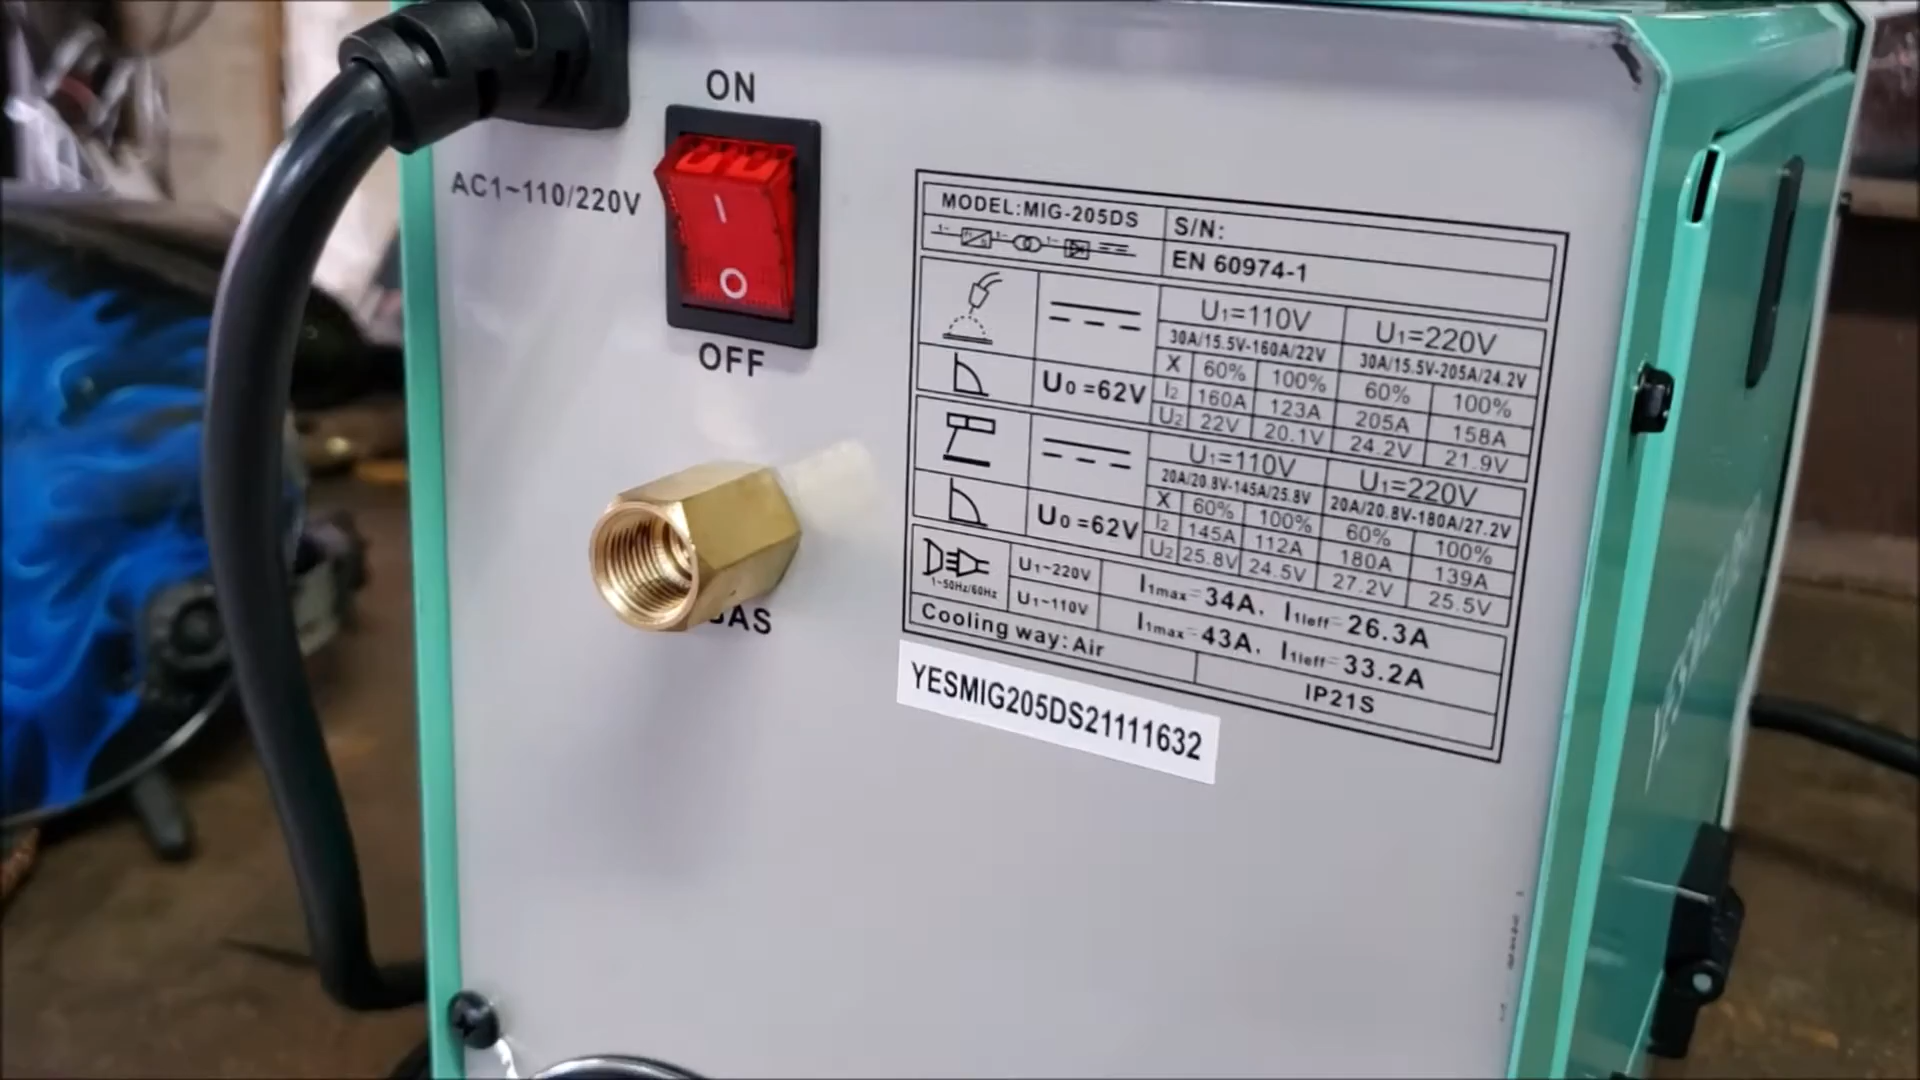 ON
AC1~110/220V
I
O
OFF
GAS
MODEL:MIG-205DS
S/N:
EN 60974-1
U1=110V
U1=220V
30A/15.5V-160A/22V
30A/15.5V-205A/24.2V
X 60% 100% 60% 100%
U0=62V
I2 160A 123A 205A 158A
U2 22V 20.1V 24.2V 21.9V
U1=110V
U1=220V
20A/20.8V-145A/25.8V
20A/20.8V-180A/27.2V
X 60% 100% 60% 100%
U0=62V
I2 145A 112A 180A 139A
U2 25.8V 24.5V 27.2V 25.5V
1~50Hz/60Hz
U1~220V I1max=34A, I1leff=26.3A
U1~110V I1max=43A, I1leff=33.2A
Cooling way: Air
IP21S
YESMIG205DS21111632